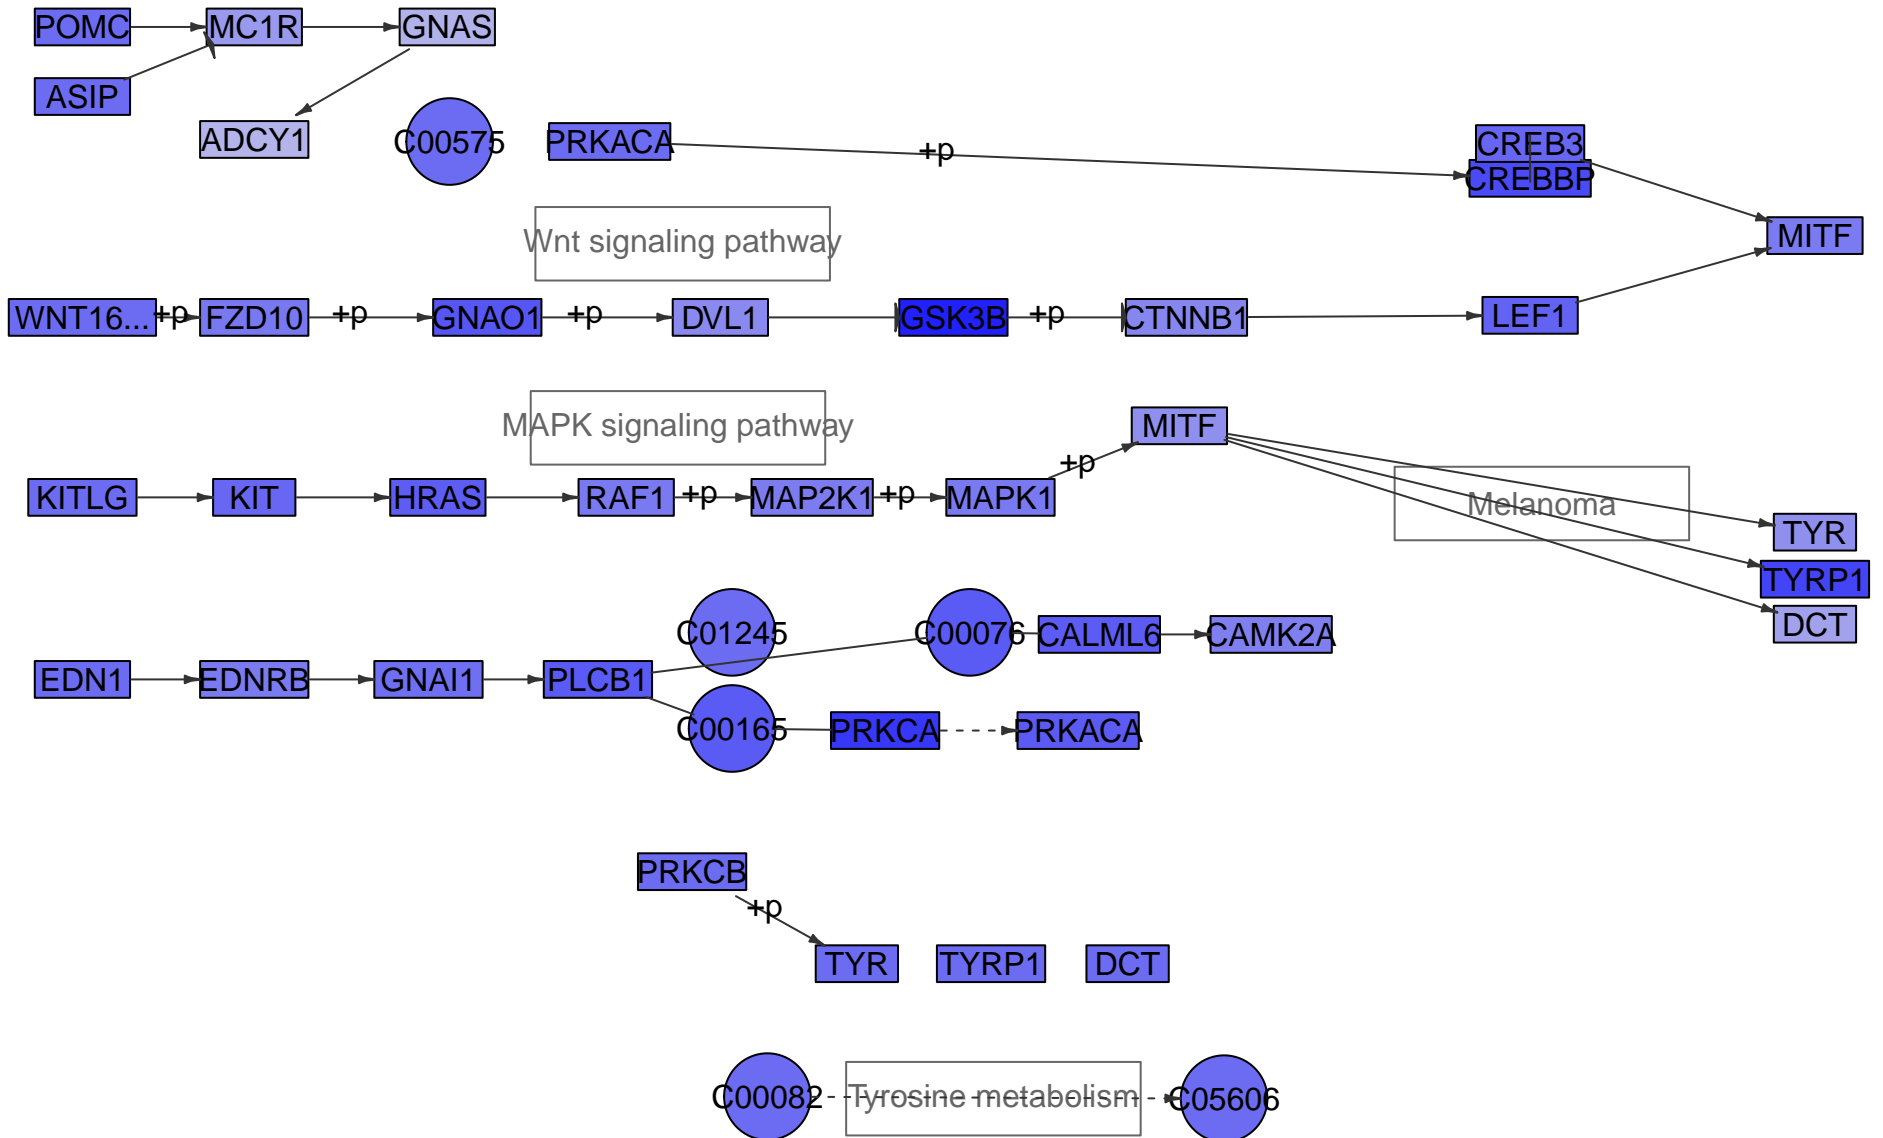 POMC
MC1R
GNAS
ASIP
ADCY1
C00575
PRKACA
+p
CREB3
CREBBP
Wnt signaling pathway
MITF
WNT16...
+p
FZD10
+p
GNAO1
+p
DVL1
GSK3B
+p
CTNNB1
LEF1
MAPK signaling pathway
MITF
+p
KITLG
KIT
HRAS
RAF1
+p
MAP2K1
+p
MAPK1
Melanoma
TYR
TYRP1
DCT
C01245
C00076
CALML6
CAMK2A
EDN1
EDNRB
GNAI1
PLCB1
C00165
PRKCA
PRKACA
PRKCB
+p
TYR
TYRP1
DCT
C00082
Tyrosine metabolism
C05606